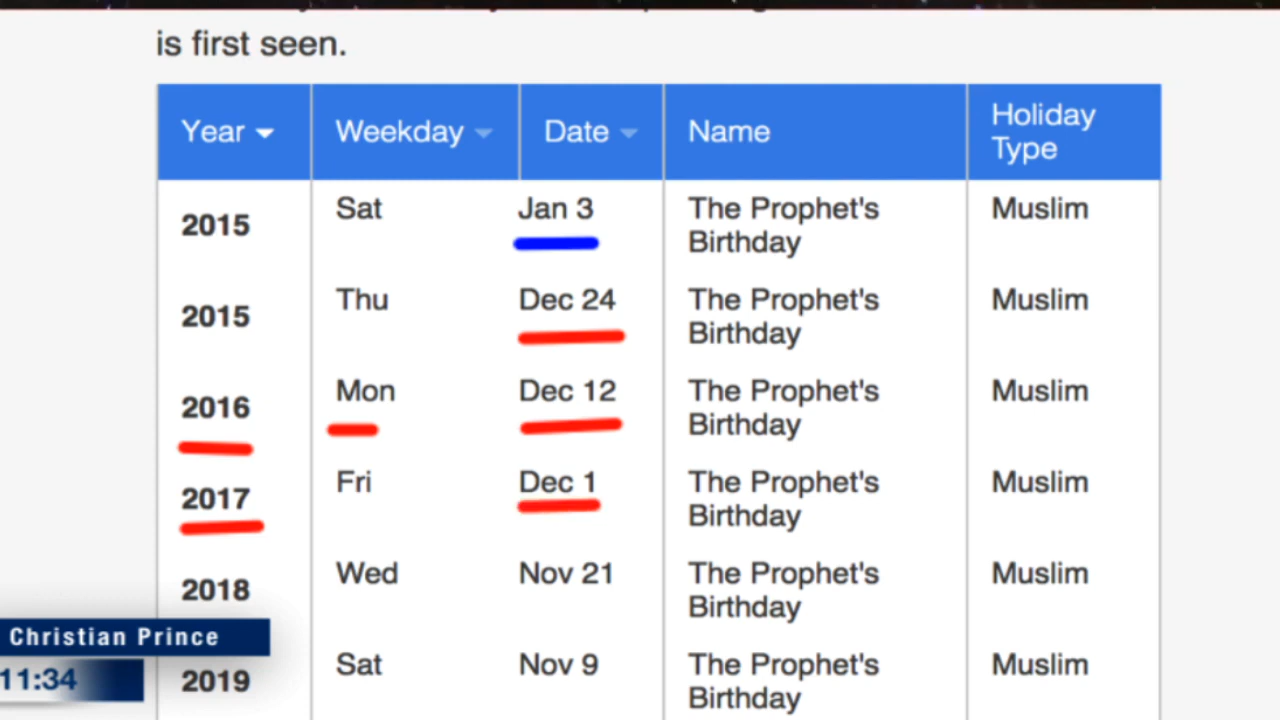 is first seen.
Year Weekday Date Name Holiday Type
2015 Sat Jan 3 The Prophet's Birthday Muslim
2015 Thu Dec 24 The Prophet's Birthday Muslim
2016 Mon Dec 12 The Prophet's Birthday Muslim
2017 Fri Dec 1 The Prophet's Birthday Muslim
2018 Wed Nov 21 The Prophet's Birthday Muslim
2019 Sat Nov 9 The Prophet's Birthday Muslim
Christian Prince
11:34